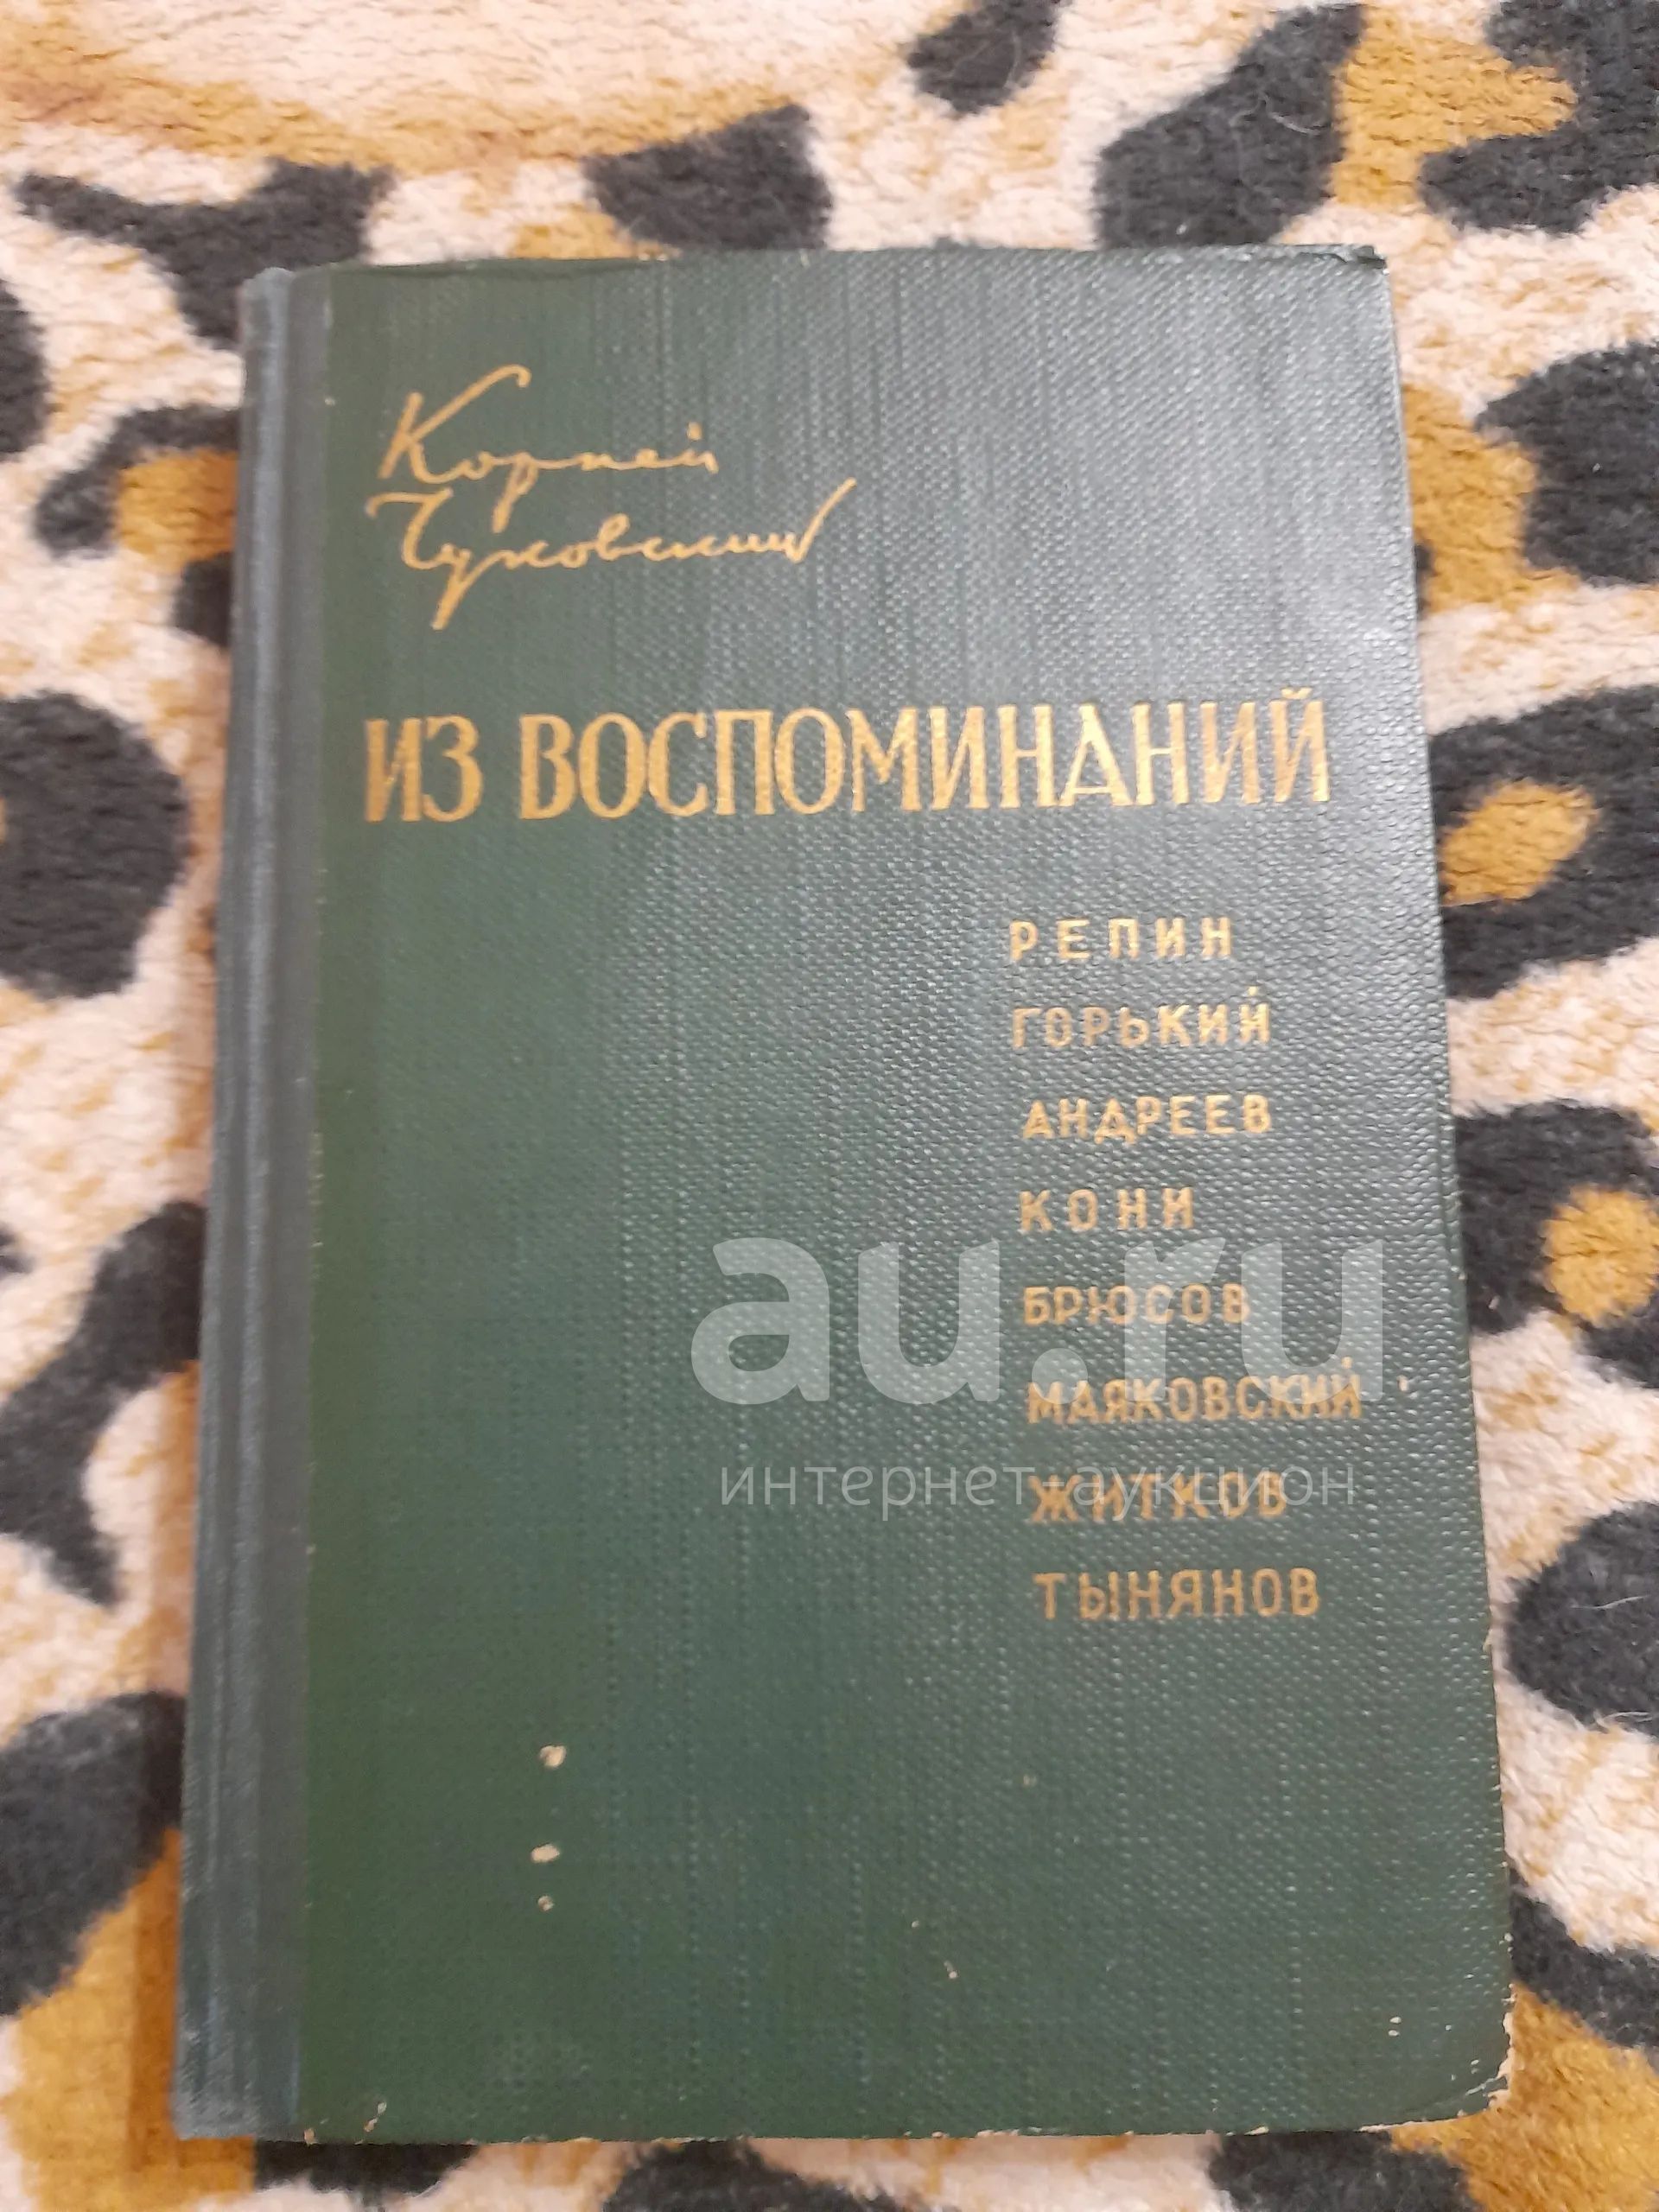 Корней
Чуковский
ИЗ ВОСПОМИНАНИЙ
РЕПИН
ГОРЬКИЙ
АНДРЕЕВ
КОНИ
БРЮСОВ
МАЯКОВСКИЙ
ЖИТКОВ
ТЫНЯНОВ
au.ru
интернет-аукцион